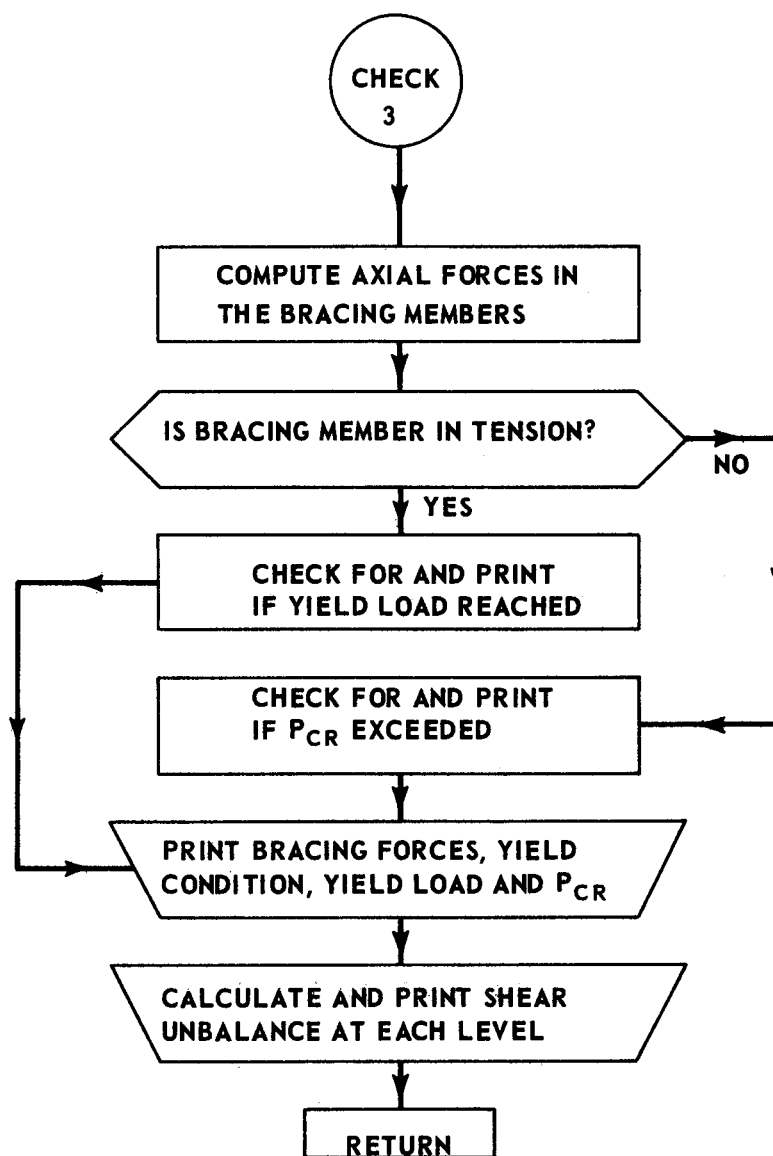 CHECK
3
COMPUTE AXIAL FORCES IN
THE BRACING MEMBERS
IS BRACING MEMBER IN TENSION?
NO
YES
CHECK FOR AND PRINT
IF YIELD LOAD REACHED
CHECK FOR AND PRINT
IF PCR EXCEEDED
PRINT BRACING FORCES, YIELD
CONDITION, YIELD LOAD AND PCR
CALCULATE AND PRINT SHEAR
UNBALANCE AT EACH LEVEL
RETURN